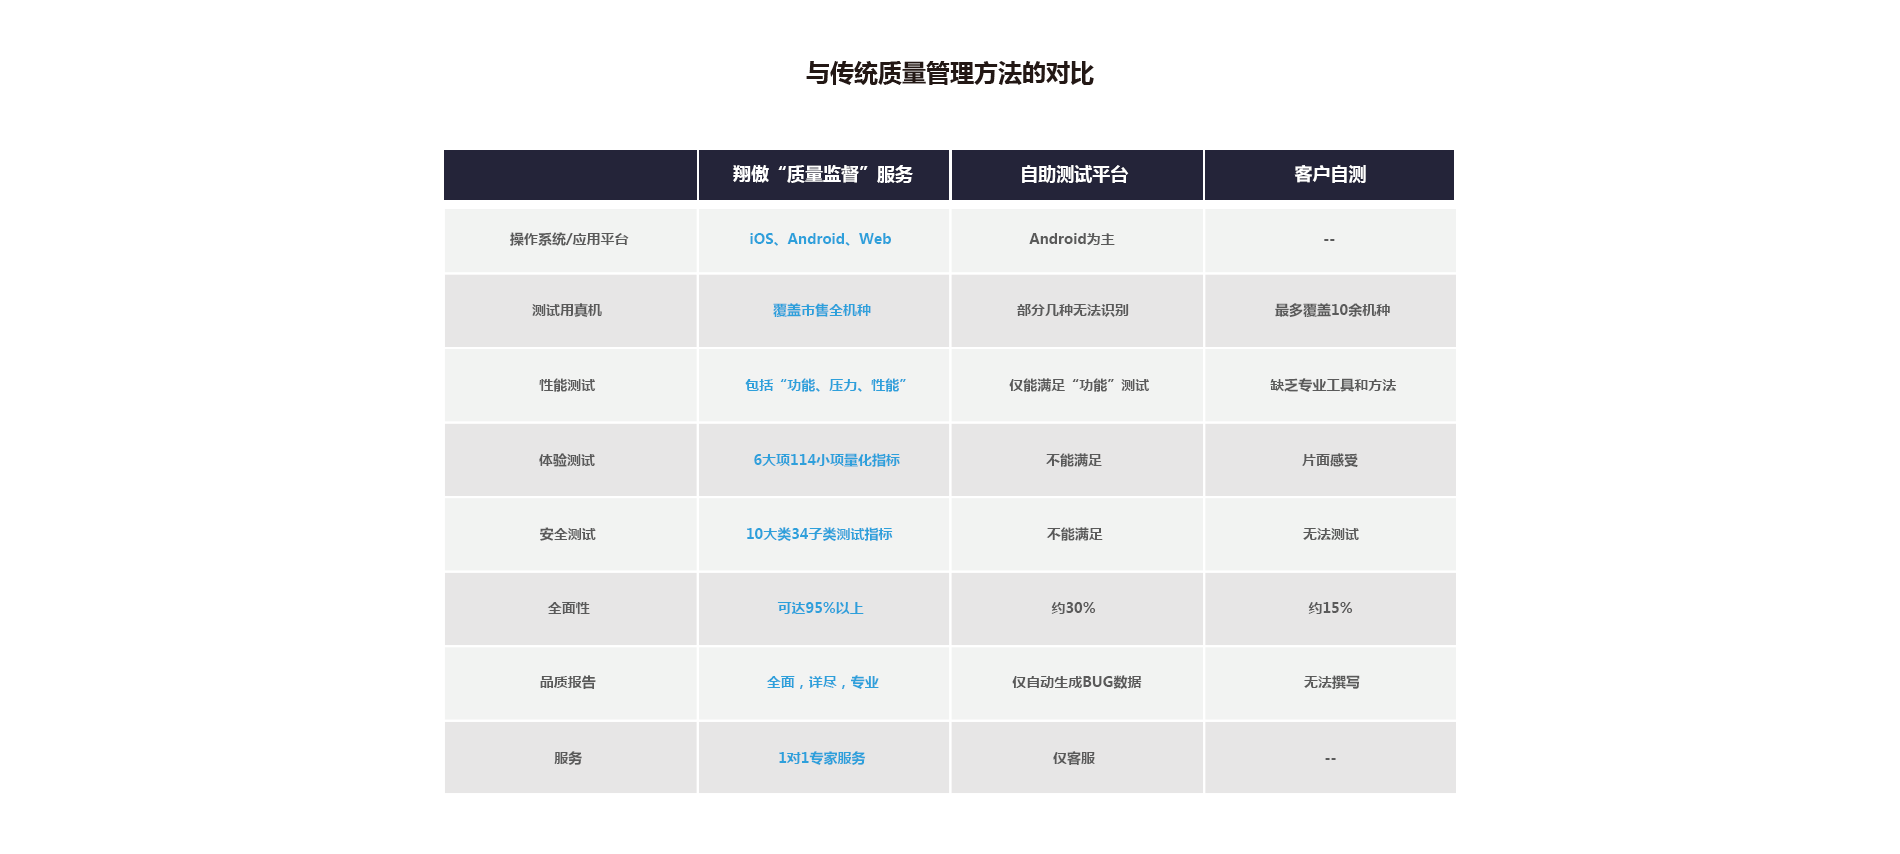 与传统质量管理方法的对比
翔傲“质量监督”服务 自助测试平台 客户自测
操作系统/应用平台 iOS、Android、Web Android为主 --
测试用真机 覆盖市售全机种 部分几种无法识别 最多覆盖10余机种
性能测试 包括“功能、压力、性能” 仅能满足“功能”测试 缺乏专业工具和方法
体验测试 6大项114小项量化指标 不能满足 片面感受
安全测试 10大类34子类测试指标 不能满足 无法测试
全面性 可达95%以上 约30% 约15%
品质报告 全面，详尽，专业 仅自动生成BUG数据 无法撰写
服务 1对1专家服务 仅客服 --